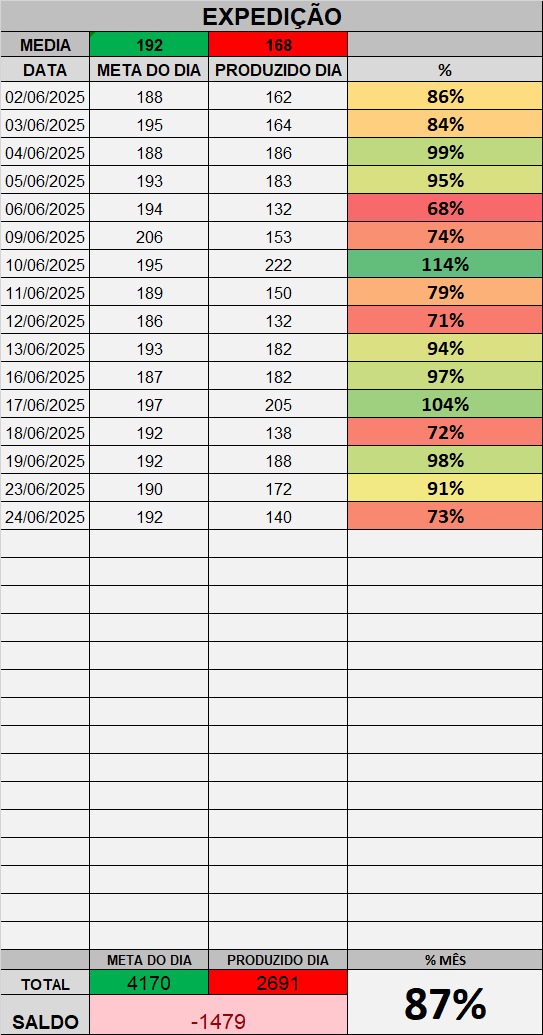 EXPEDIÇÃO
MEDIA 192 168
DATA META DO DIA PRODUZIDO DIA %
02/06/2025 188 162 86%
03/06/2025 195 164 84%
04/06/2025 188 186 99%
05/06/2025 193 183 95%
06/06/2025 194 132 68%
09/06/2025 206 153 74%
10/06/2025 195 222 114%
11/06/2025 189 150 79%
12/06/2025 186 132 71%
13/06/2025 193 182 94%
16/06/2025 187 182 97%
17/06/2025 197 205 104%
18/06/2025 192 138 72%
19/06/2025 192 188 98%
23/06/2025 190 172 91%
24/06/2025 192 140 73%
META DO DIA PRODUZIDO DIA % MÊS
TOTAL 4170 2691
SALDO -1479 87%